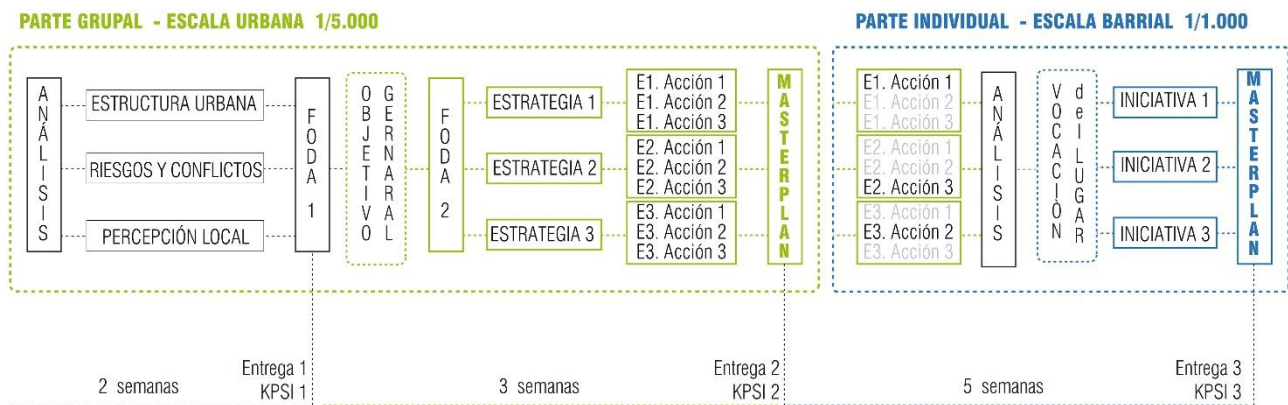 PARTE GRUPAL - ESCALA URBANA 1/5.000
PARTE INDIVIDUAL - ESCALA BARRIAL 1/1.000
ANÁLISIS
ESTRUCTURA URBANA
RIESGOS Y CONFLICTOS
PERCEPCIÓN LOCAL
FODA 1
OBJETIVO
GERNARAL
FODA 2
ESTRATEGIA 1
ESTRATEGIA 2
ESTRATEGIA 3
E1. Acción 1
E1. Acción 2
E1. Acción 3
E2. Acción 1
E2. Acción 2
E2. Acción 3
E3. Acción 1
E3. Acción 2
E3. Acción 3
MASTERPLAN
E1. Acción 1
E1. Acción 2
E1. Acción 3
E2. Acción 1
E2. Acción 2
E2. Acción 3
E3. Acción 1
E3. Acción 2
E3. Acción 3
ANÁLISIS
VOCACIÓN
del LUGAR
INICIATIVA 1
INICIATIVA 2
INICIATIVA 3
MASTERPLAN
2 semanas
Entrega 1
KPSI 1
3 semanas
Entrega 2
KPSI 2
5 semanas
Entrega 3
KPSI 3